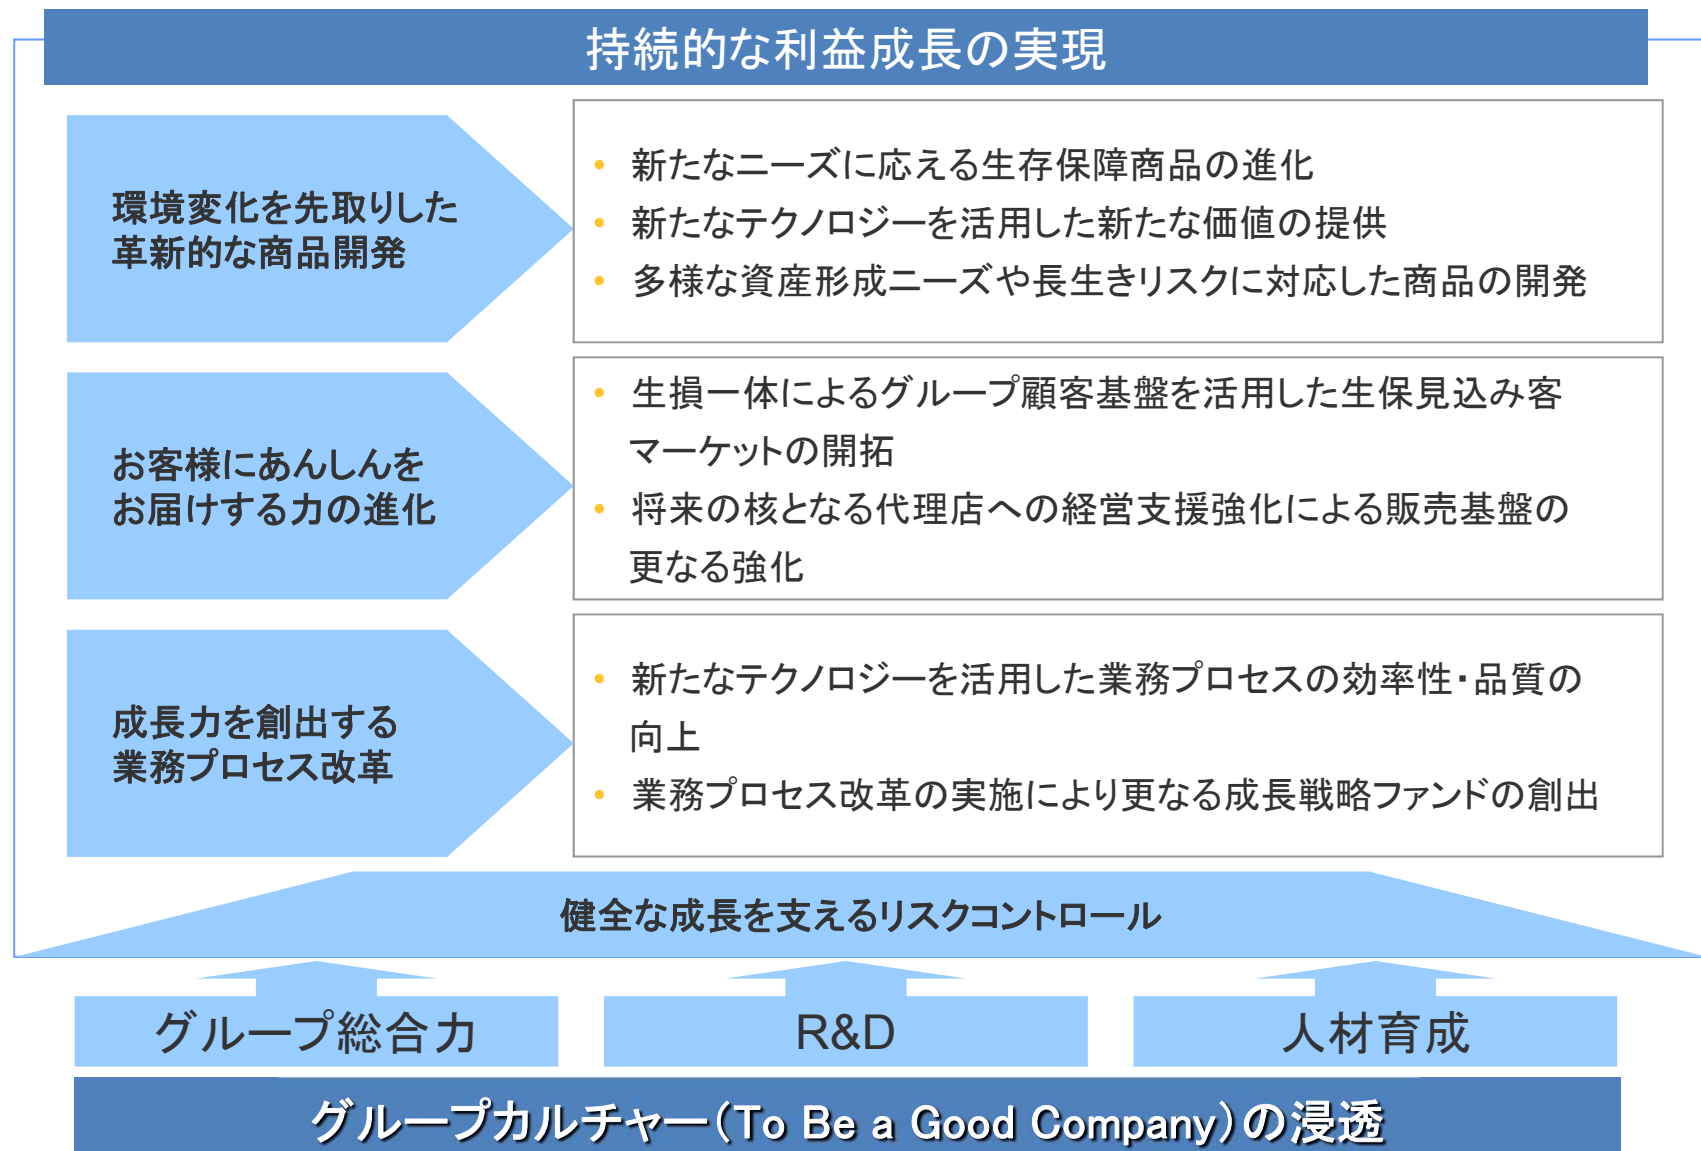 持続的な利益成長の実現
環境変化を先取りした
革新的な商品開発
• 新たなニーズに応える生存保障商品の進化
• 新たなテクノロジーを活用した新たな価値の提供
• 多様な資産形成ニーズや長生きリスクに対応した商品の開発
お客様にあんしんを
お届けする力の進化
• 生損一体によるグループ顧客基盤を活用した生保見込み客
マーケットの開拓
• 将来の核となる代理店への経営支援強化による販売基盤の
更なる強化
成長力を創出する
業務プロセス改革
• 新たなテクノロジーを活用した業務プロセスの効率性・品質の
向上
• 業務プロセス改革の実施により更なる成長戦略ファンドの創出
健全な成長を支えるリスクコントロール
グループ総合力
R&D
人材育成
グループカルチャー（To Be a Good Company）の浸透